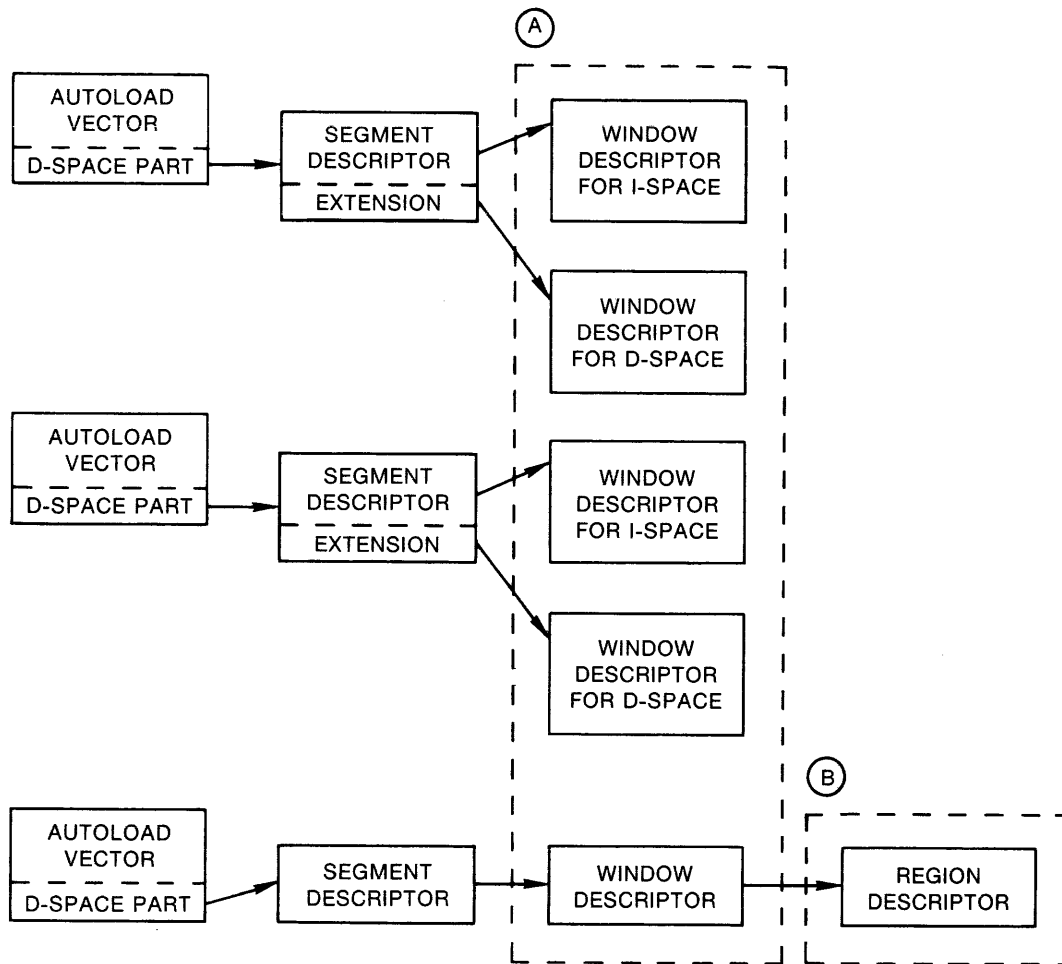 A
AUTOLOAD
VECTOR
D-SPACE PART
SEGMENT
DESCRIPTOR
EXTENSION
WINDOW
DESCRIPTOR
FOR I-SPACE
WINDOW
DESCRIPTOR
FOR D-SPACE
AUTOLOAD
VECTOR
D-SPACE PART
SEGMENT
DESCRIPTOR
EXTENSION
WINDOW
DESCRIPTOR
FOR I-SPACE
WINDOW
DESCRIPTOR
FOR D-SPACE
B
AUTOLOAD
VECTOR
D-SPACE PART
SEGMENT
DESCRIPTOR
WINDOW
DESCRIPTOR
REGION
DESCRIPTOR